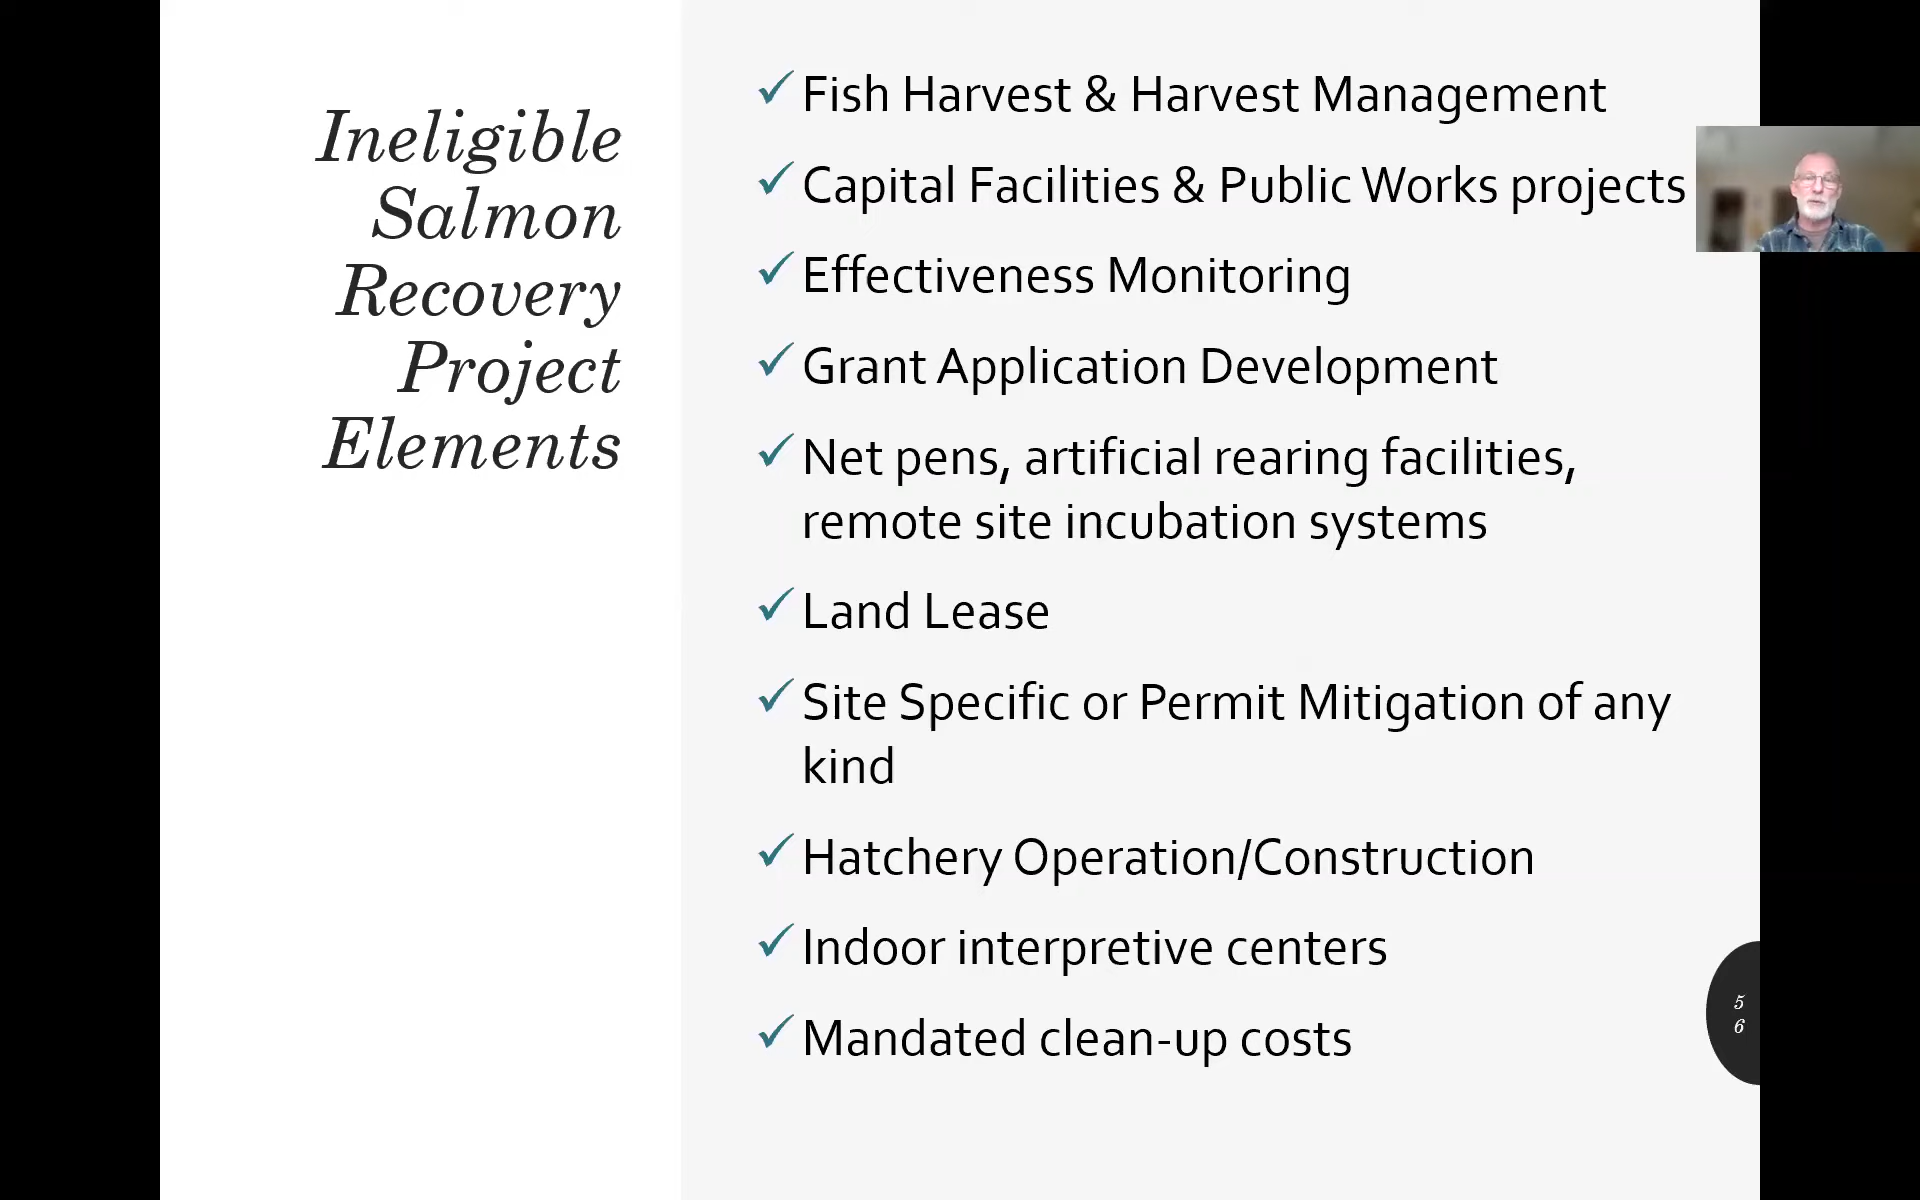 Ineligible
Salmon
Recovery
Project
Elements
Fish Harvest & Harvest Management
Capital Facilities & Public Works projects
Effectiveness Monitoring
Grant Application Development
Net pens, artificial rearing facilities,
remote site incubation systems
Land Lease
Site Specific or Permit Mitigation of any
kind
Hatchery Operation/Construction
Indoor interpretive centers
Mandated clean-up costs
5
6